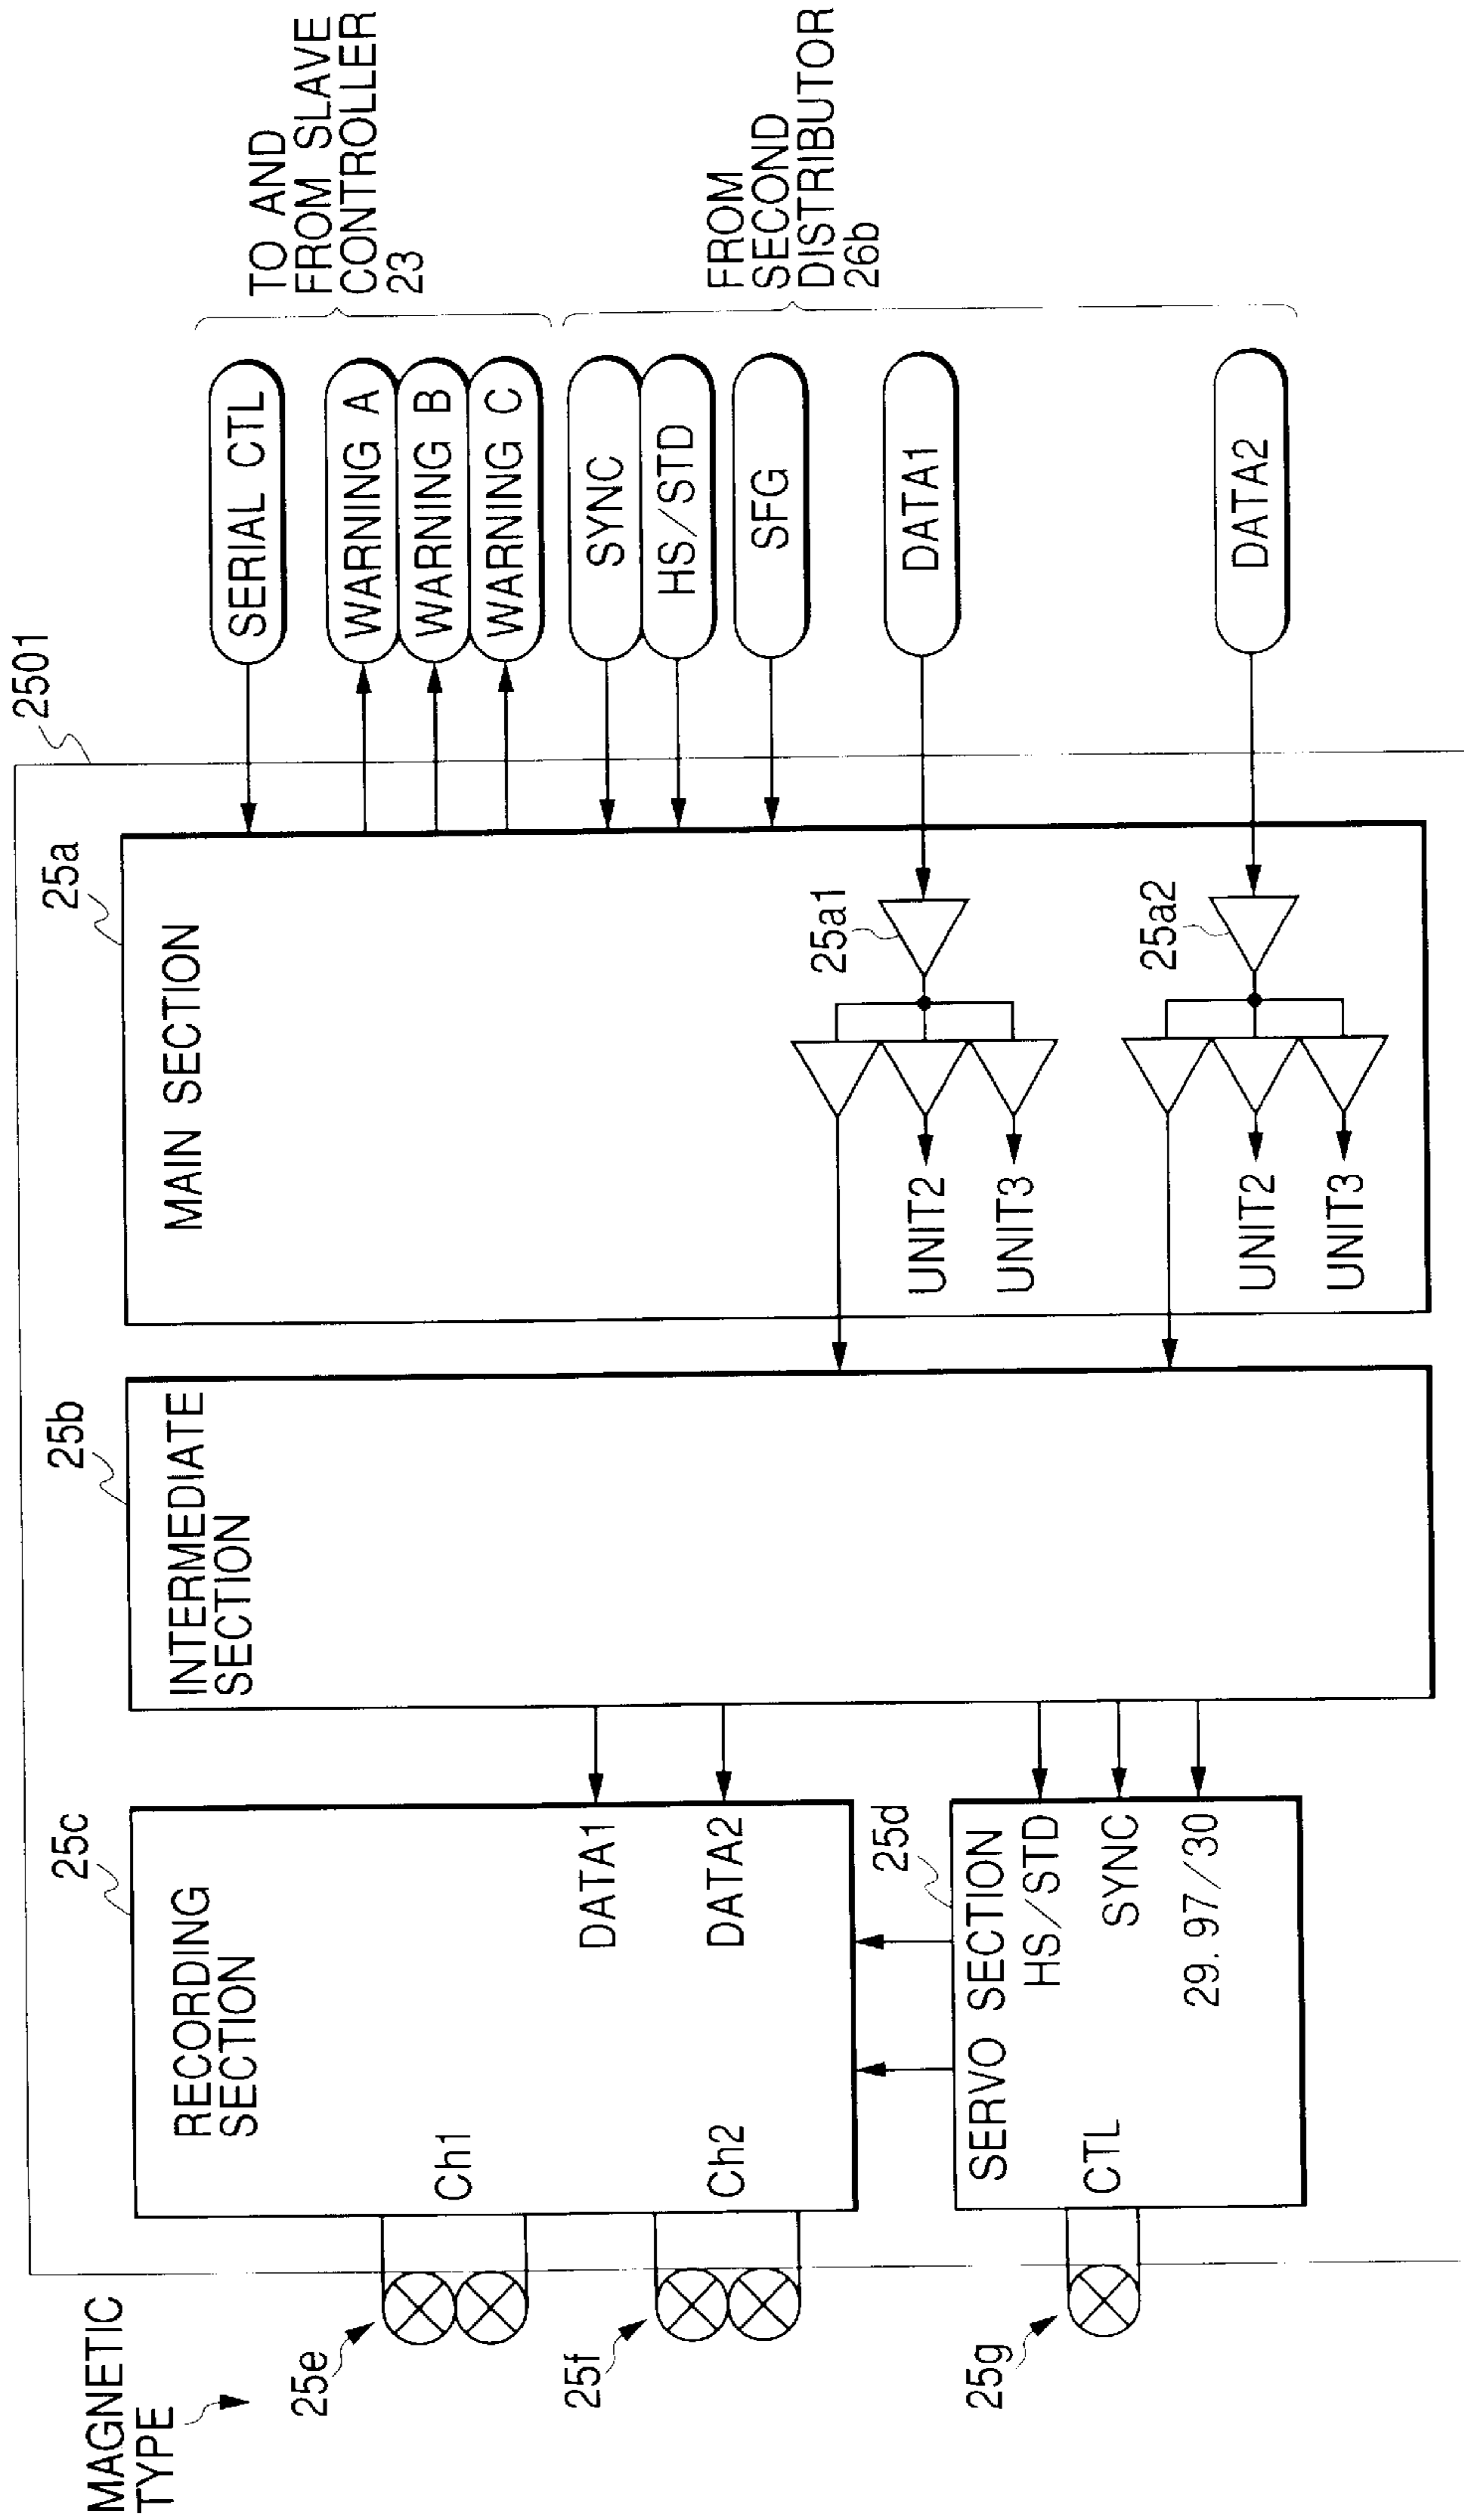 MAGNETIC
TYPE
2501
25e
25f
25g
25c
RECORDING
SECTION
Ch1
Ch2
DATA1
DATA2
25d
SERVO SECTION
CTL
HS/STD
SYNC
29.97/30
25b
INTERMEDIATE
SECTION
25a
MAIN SECTION
25a1
UNIT2
UNIT3
25a2
UNIT2
UNIT3
SERIAL CTL
WARNING A
WARNING B
WARNING C
SYNC
HS/STD
SFG
DATA1
DATA2
TO AND
FROM SLAVE
CONTROLLER
23
FROM
SECOND
DISTRIBUTOR
26b